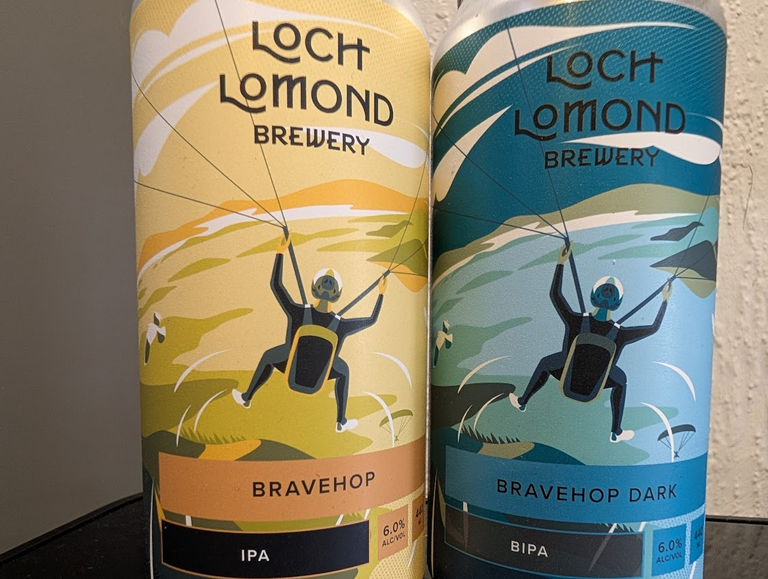 LOCH
LOMOND
BREWERY
BRAVEHOP
IPA
6.0%
ALC/VOL
LOCH
LOMOND
BREWERY
BRAVEHOP DARK
BIPA
6.0%
ALC/VOL